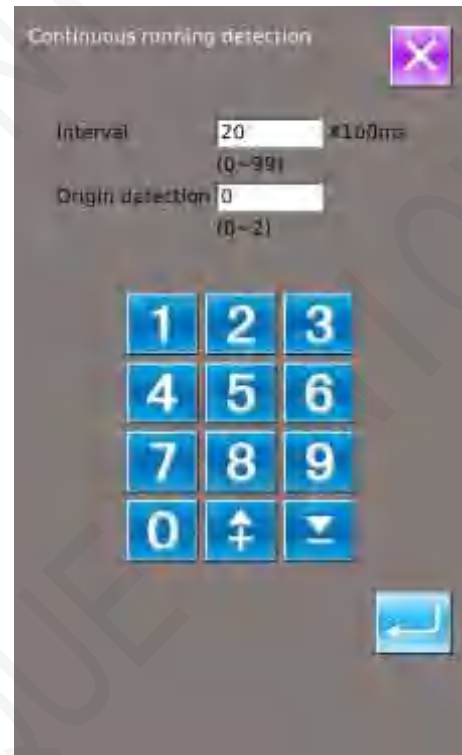 Continuous running detection
Interval 20 X100ms
(0~99)
Origin detection 0
(0~2)
1 2 3
4 5 6
7 8 9
0